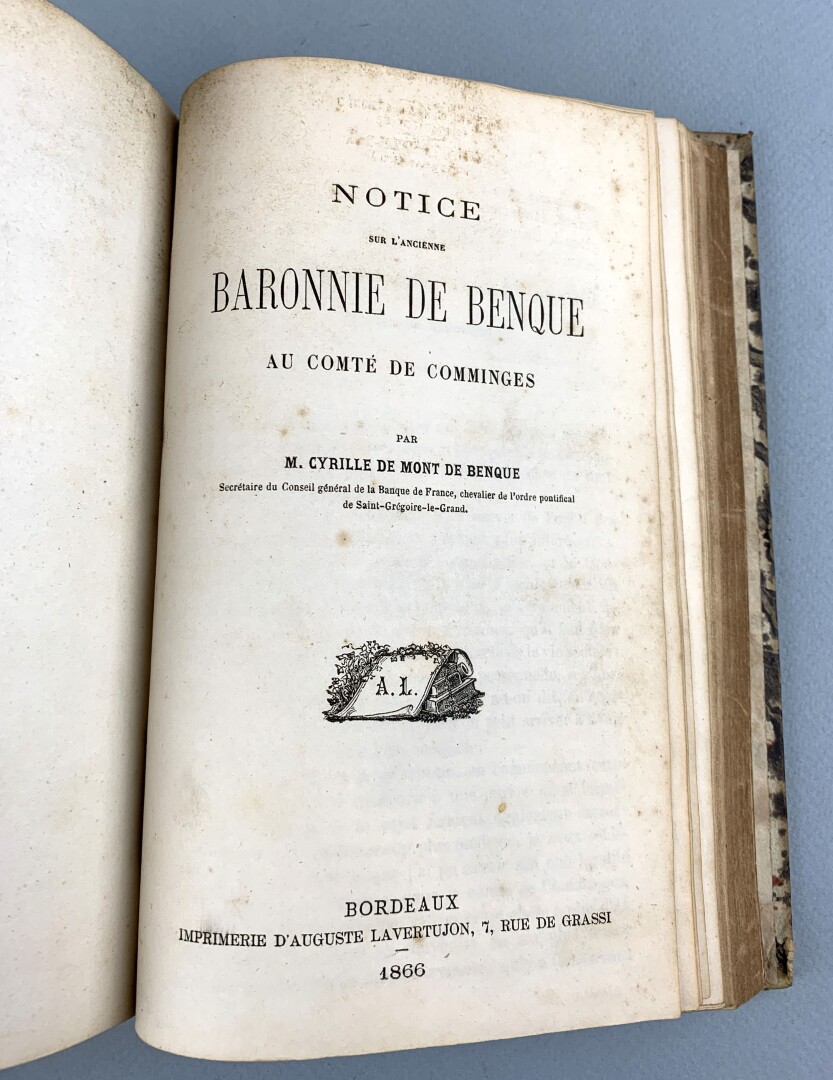 NOTICE
SUR L'ANCIENNE
BARONNIE DE BENQUE
AU COMTÉ DE COMMINGES
PAR
M. CYRILLE DE MONT DE BENQUE
Secrétaire du Conseil général de la Banque de France, chevalier de l'ordre pontifical
de Saint-Grégoire-le-Grand.
A.L.
BORDEAUX
IMPRIMERIE D'AUGUSTE LAVERTUJON, 7, RUE DE GRASSI
1866